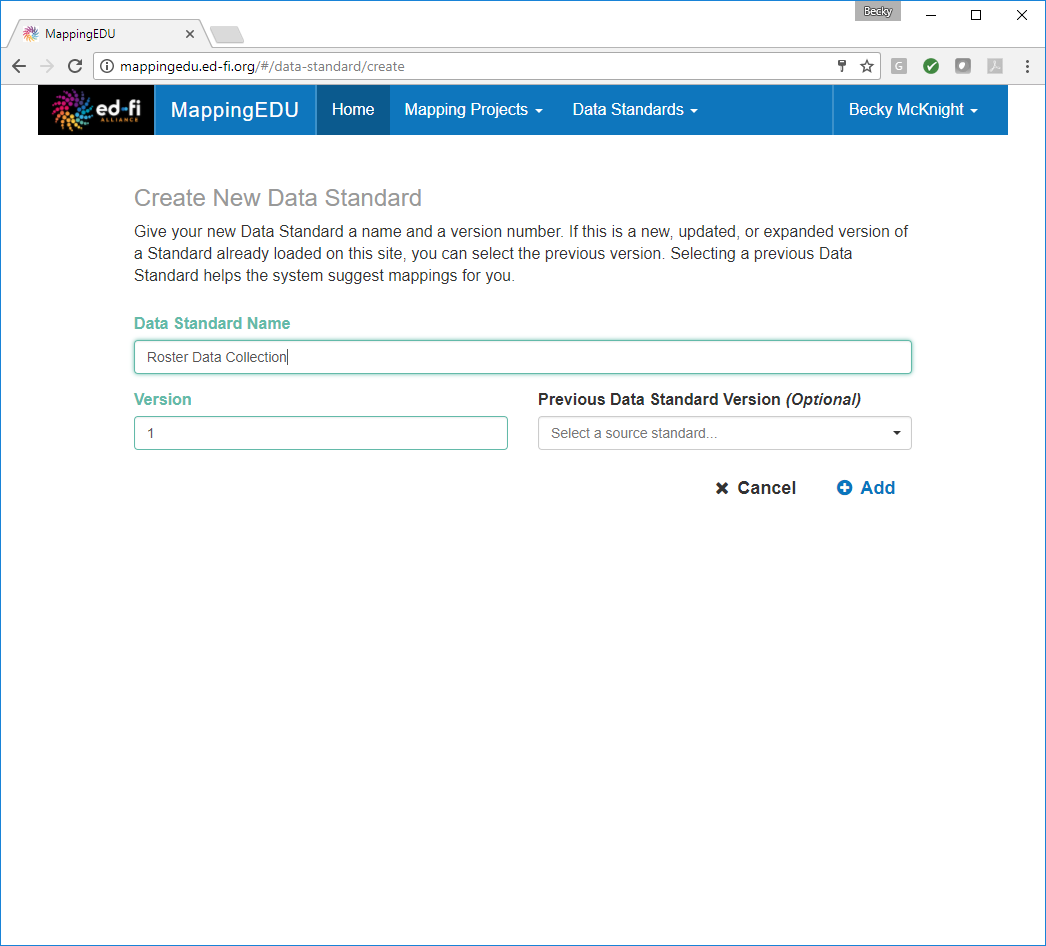 Becky
MappingEDU
mappingedu.ed-fi.org/#/data-standard/create
G
ed-fi
ALLIANCE
MappingEDU
Home
Mapping Projects
Data Standards
Becky McKnight
Create New Data Standard
Give your new Data Standard a name and a version number. If this is a new, updated, or expanded version of
a Standard already loaded on this site, you can select the previous version. Selecting a previous Data
Standard helps the system suggest mappings for you.
Data Standard Name
Roster Data Collection
Version
Previous Data Standard Version (Optional)
1
Select a source standard...
Cancel
Add